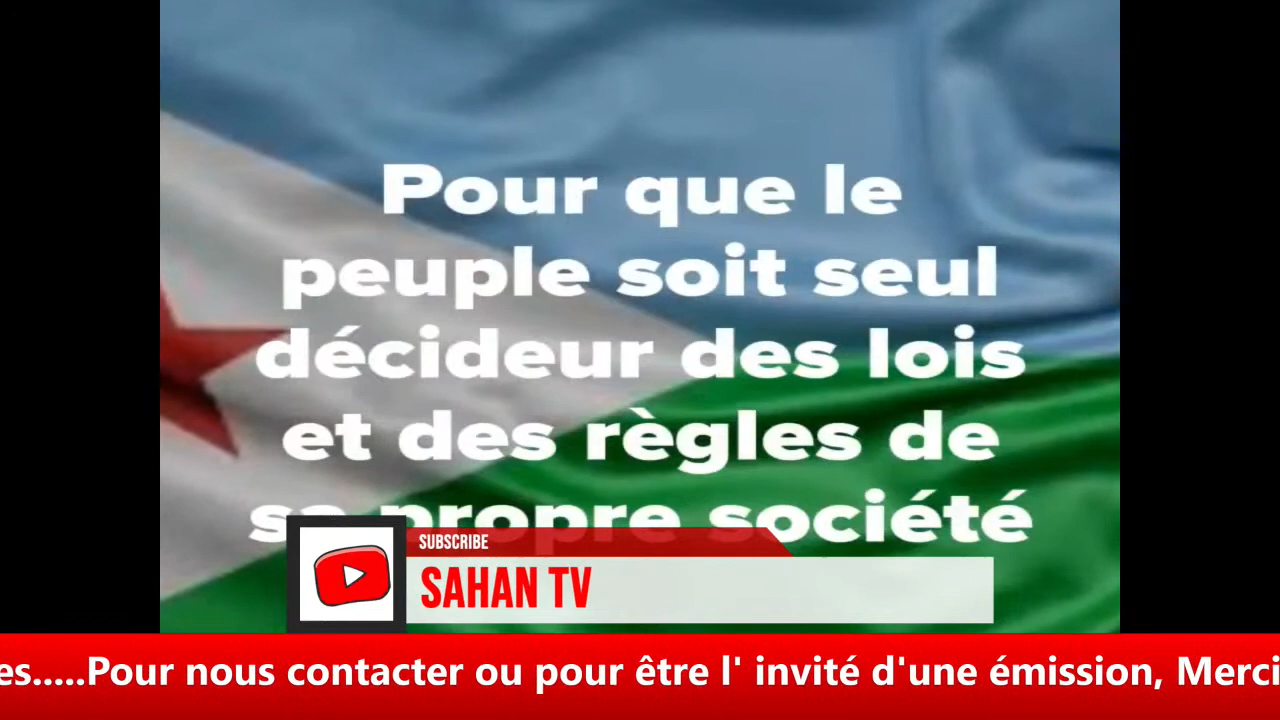 Pour que le
peuple soit seul
décideur des lois
et des règles de
sa propre société
SUBSCRIBE
SAHAN TV
es.....Pour nous contacter ou pour être l' invité d'une émission, Merci